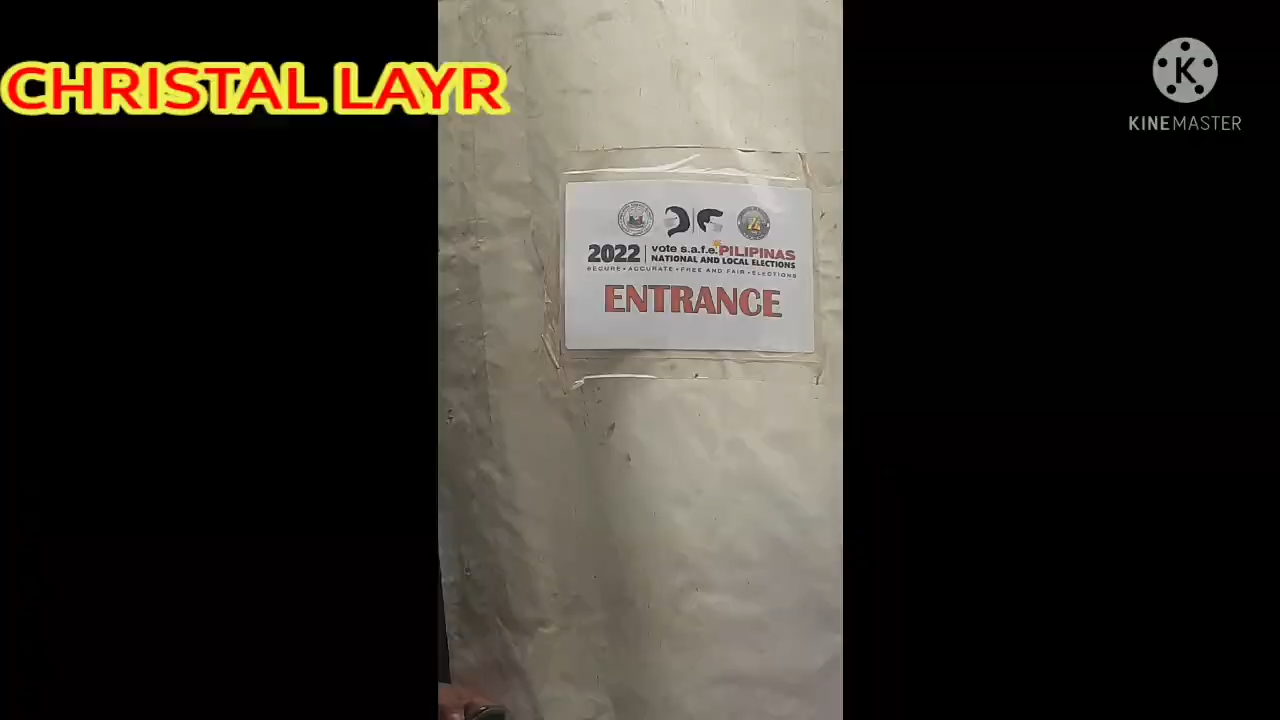 CHRISTAL LAYR
K
KINEMASTER
2022 vote s.a.f.e. PILIPINAS
NATIONAL AND LOCAL ELECTIONS
SECURE • ACCURATE • FREE AND FAIR • ELECTIONS
ENTRANCE